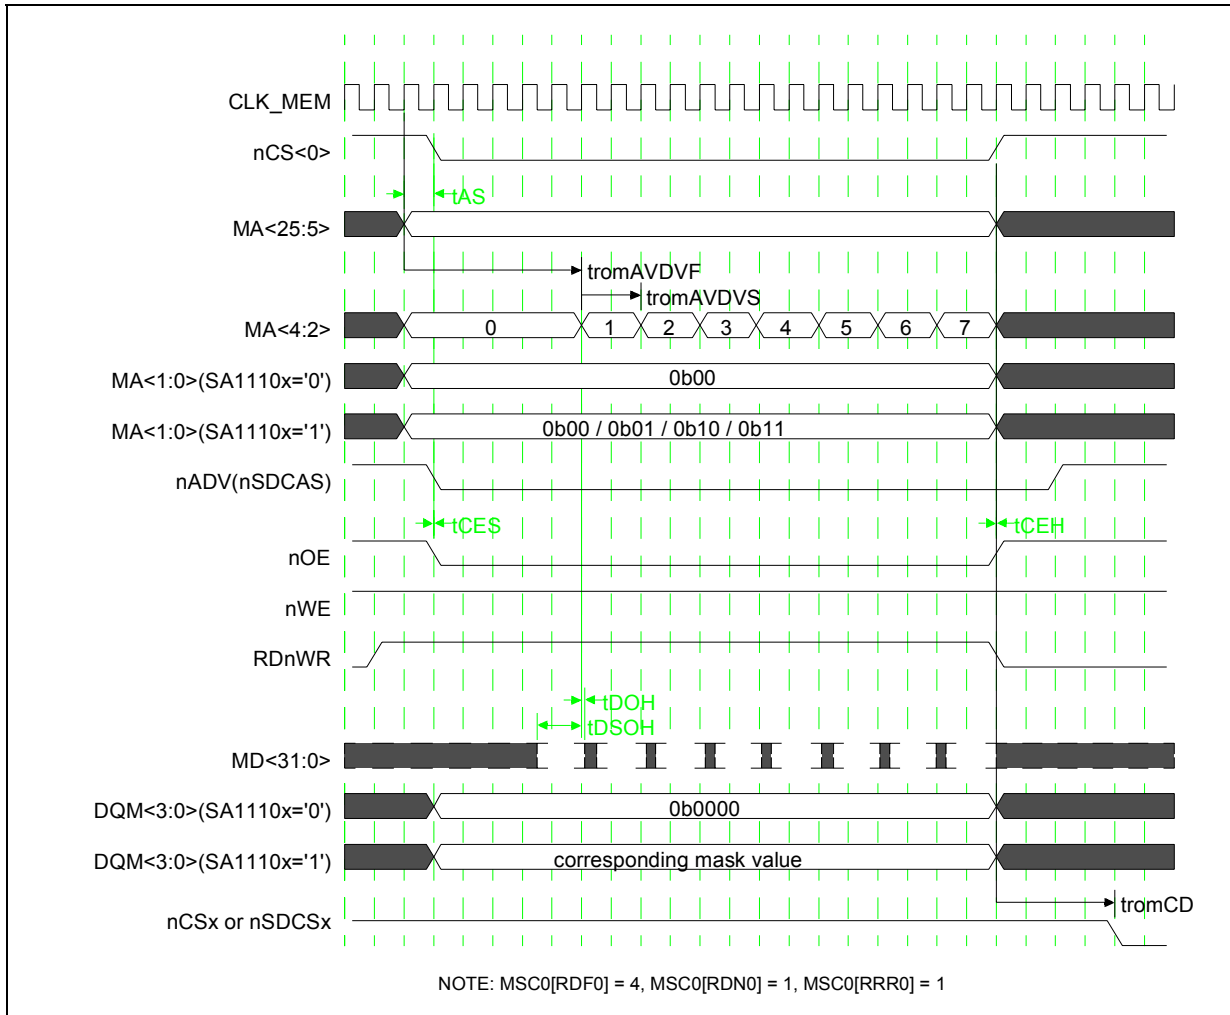 CLK_MEM
nCS<0>
tAS
MA<25:5>
tromAVDVF
tromAVDVS
MA<4:2>
0 1 2 3 4 5 6 7
MA<1:0>(SA1110x='0')
0b00
MA<1:0>(SA1110x='1')
0b00 / 0b01 / 0b10 / 0b11
nADV(nSDCAS)
tCES
tCEH
nOE
nWE
RDnWR
tDOH
tDSOH
MD<31:0>
DQM<3:0>(SA1110x='0')
0b0000
DQM<3:0>(SA1110x='1')
corresponding mask value
tromCD
nCSx or nSDCSx
NOTE: MSC0[RDF0] = 4, MSC0[RDN0] = 1, MSC0[RRR0] = 1